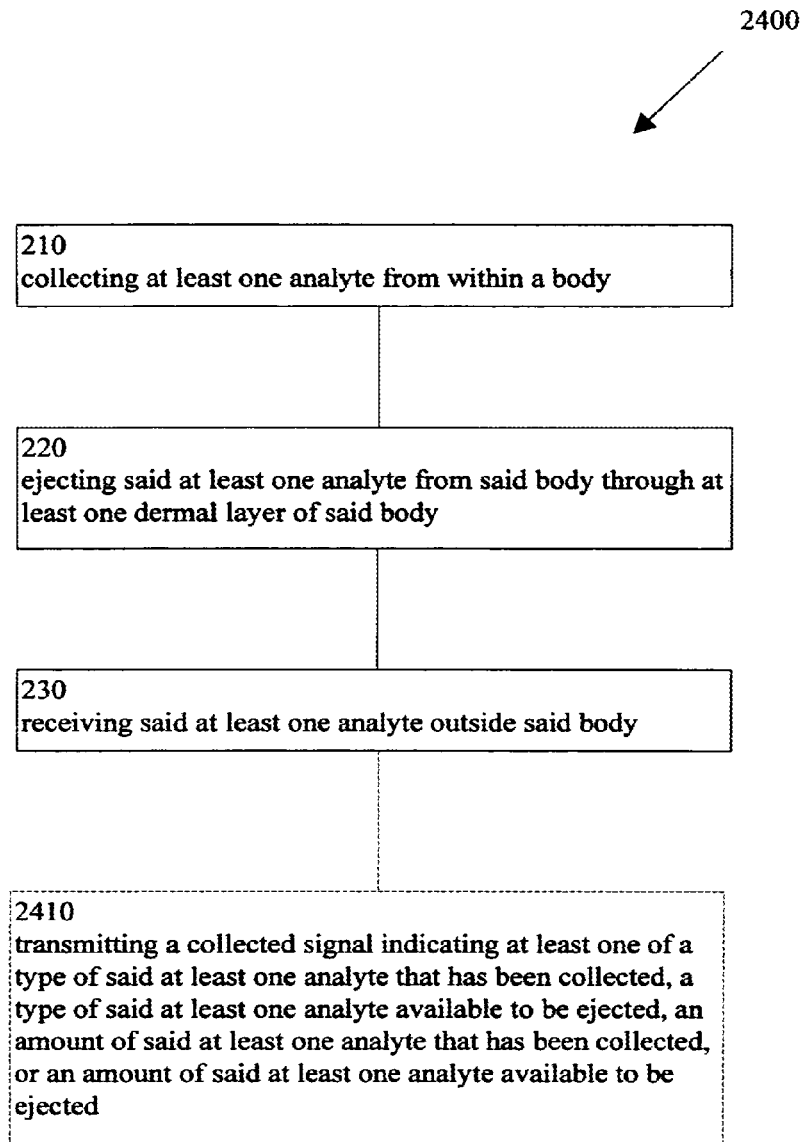 2400
210
collecting at least one analyte from within a body
220
ejecting said at least one analyte from said body through at
least one dermal layer of said body
230
receiving said at least one analyte outside said body
2410
transmitting a collected signal indicating at least one of a
type of said at least one analyte that has been collected, a
type of said at least one analyte available to be ejected, an
amount of said at least one analyte that has been collected,
or an amount of said at least one analyte available to be
ejected